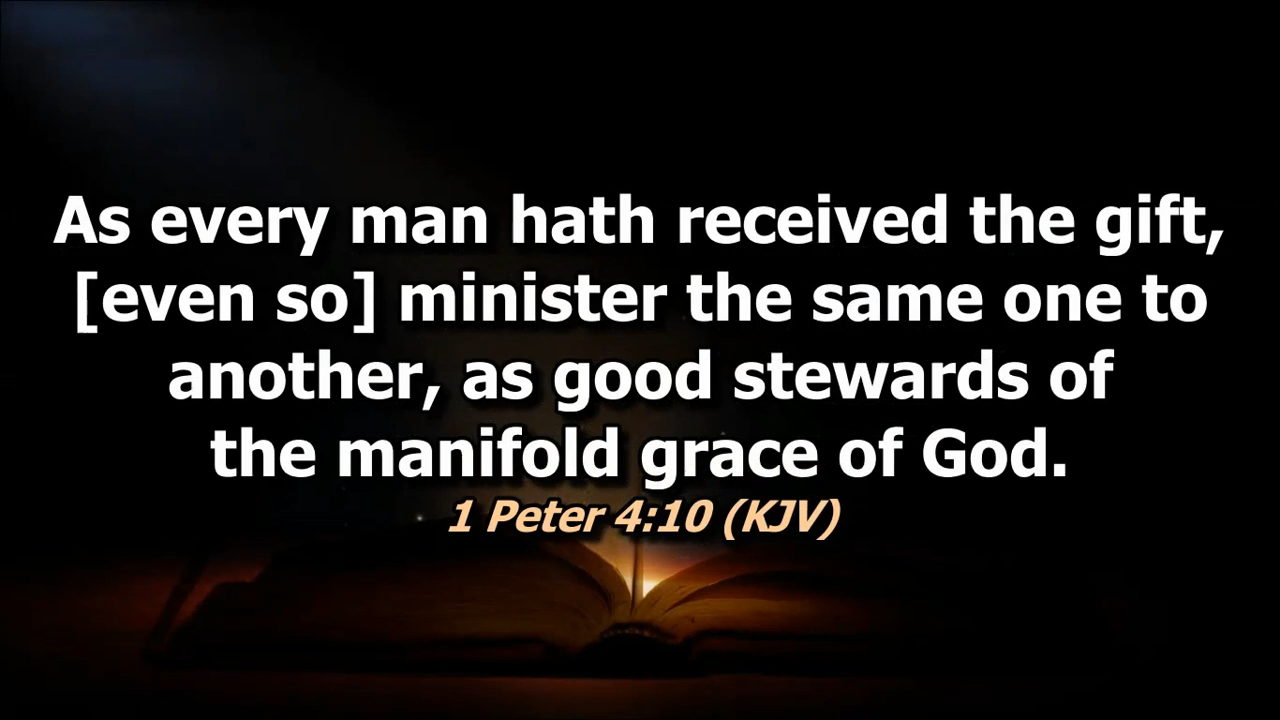 As every man hath received the gift,
[even so] minister the same one to
another, as good stewards of
the manifold grace of God.
1 Peter 4:10 (KJV)